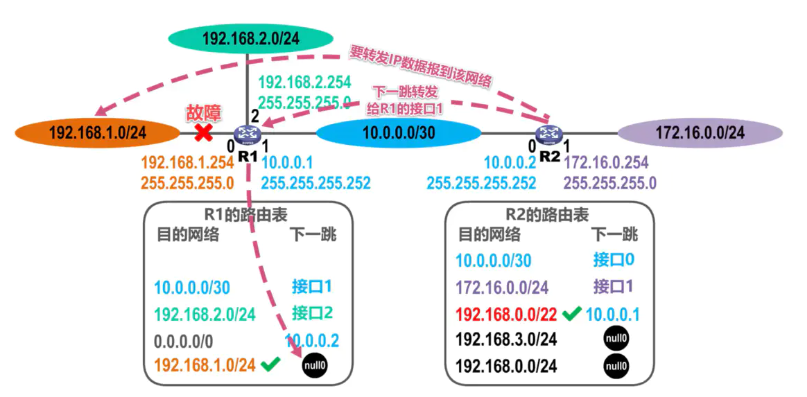 192.168.2.0/24
要转发IP数据报到该网络
192.168.2.254
255.255.255.0
下一跳转发
给R1的接口1
故障
2
192.168.1.0/24
10.0.0.0/30
172.16.0.0/24
0
R1
1
0
R2
1
192.168.1.254
255.255.255.0
10.0.0.1
255.255.255.252
10.0.0.2
255.255.255.252
172.16.0.254
255.255.255.0
R1的路由表
目的网络 下一跳
10.0.0.0/30 接口1
192.168.2.0/24 接口2
0.0.0.0/0 10.0.0.2
192.168.1.0/24 null0
R2的路由表
目的网络 下一跳
10.0.0.0/30 接口0
172.16.0.0/24 接口1
192.168.0.0/22 10.0.0.1
192.168.3.0/24 null0
192.168.0.0/24 null0